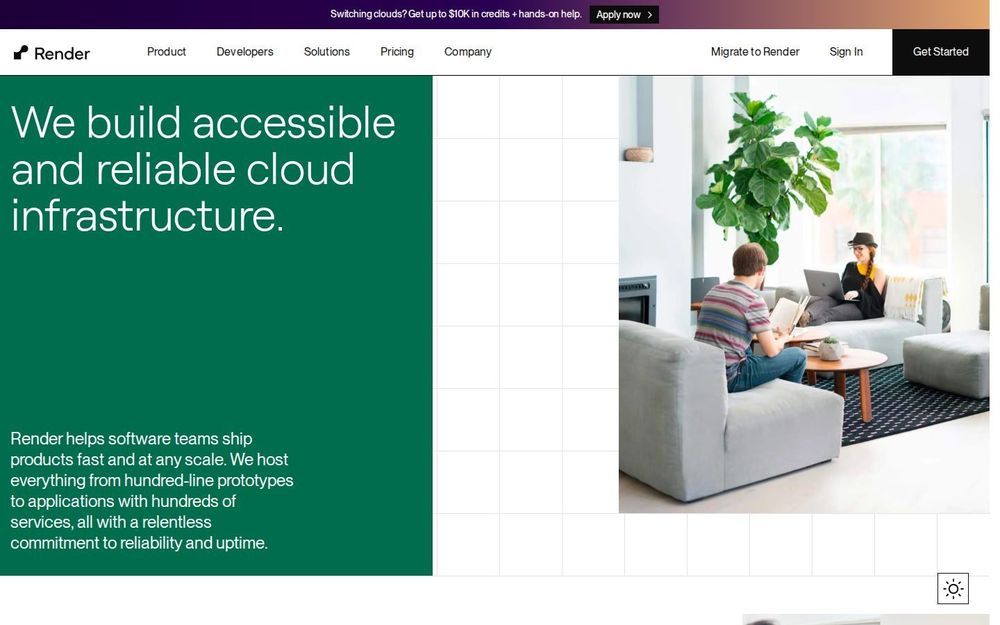 Switching clouds? Get up to $10K in credits + hands-on help. Apply now
Render Product Developers Solutions Pricing Company Migrate to Render Sign In Get Started
We build accessible
and reliable cloud
infrastructure.
Render helps software teams ship
products fast and at any scale. We host
everything from hundred-line prototypes
to applications with hundreds of
services, all with a relentless
commitment to reliability and uptime.